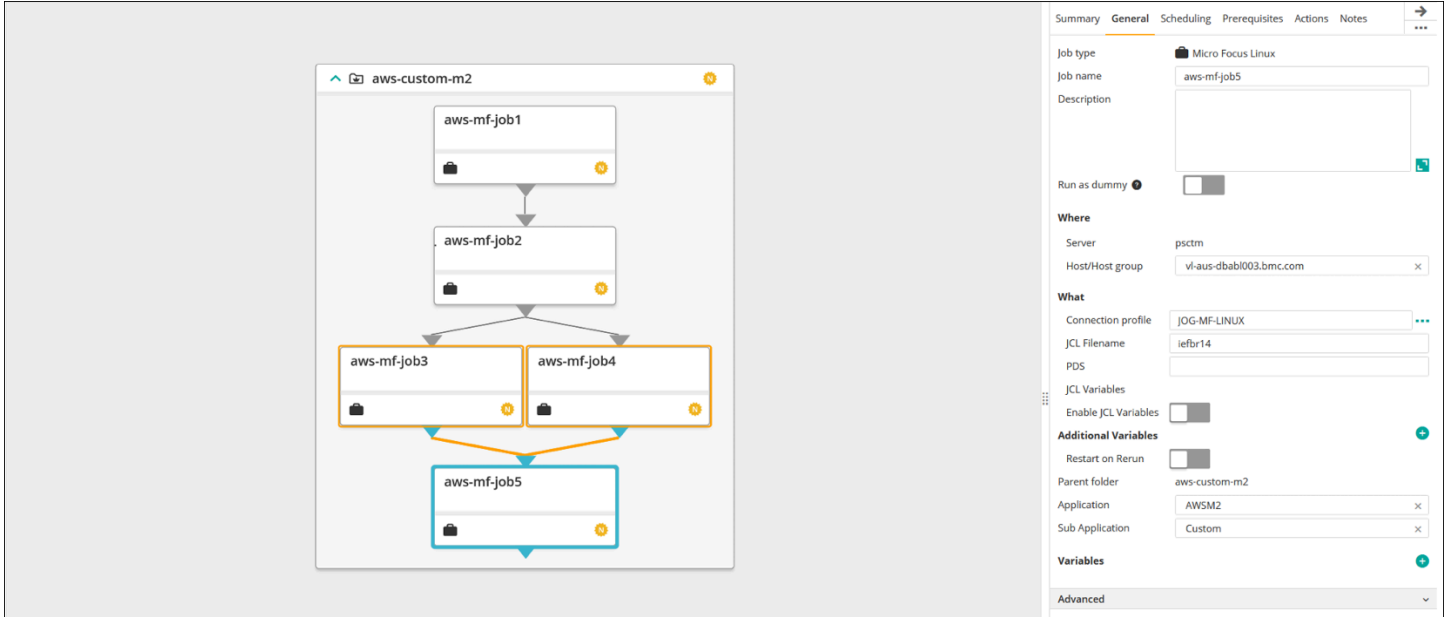 aws-custom-m2
N
aws-mf-job1
N
aws-mf-job2
N
aws-mf-job3
N
aws-mf-job4
N
aws-mf-job5
N
Summary General Scheduling Prerequisites Actions Notes
Job type Micro Focus Linux
Job name aws-mf-job5
Description
Run as dummy ?
Where
Server psctm
Host/Host group vl-aus-dbabl003.bmc.com
What
Connection profile JOG-MF-LINUX
JCL Filename iefbr14
PDS
JCL Variables
Enable JCL Variables
Additional Variables
Restart on Rerun
Parent folder aws-custom-m2
Application AWSM2
Sub Application Custom
Variables
Advanced